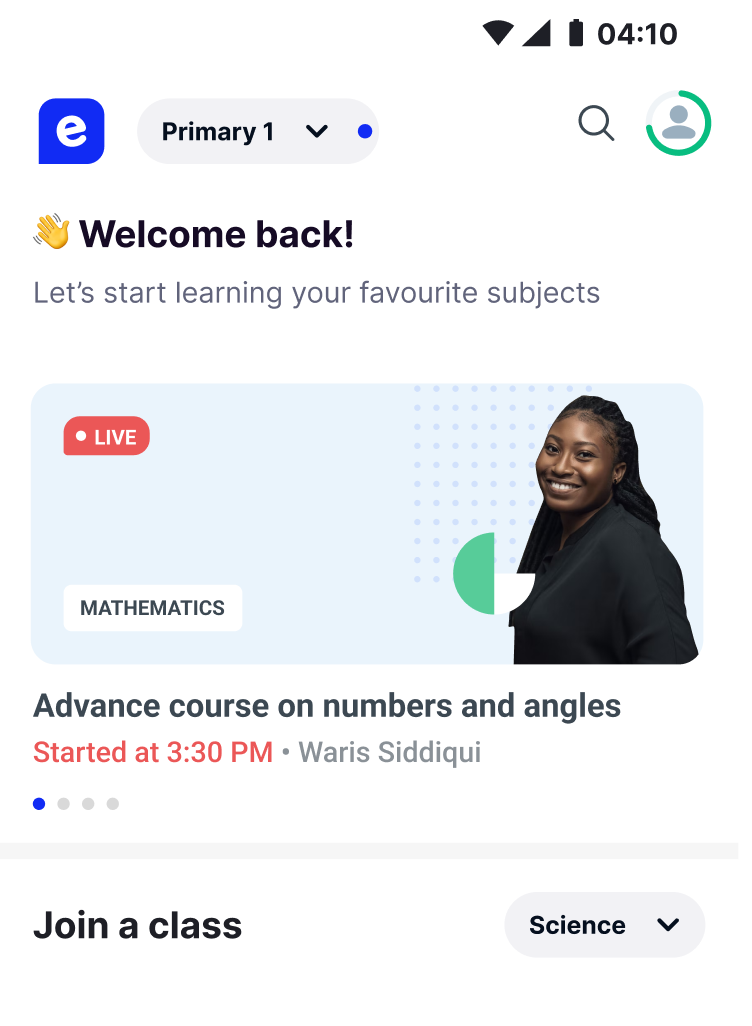 04:10
e
Primary 1
👋 Welcome back!
Let’s start learning your favourite subjects
LIVE
MATHEMATICS
Advance course on numbers and angles
Started at 3:30 PM • Waris Siddiqui
Join a class
Science